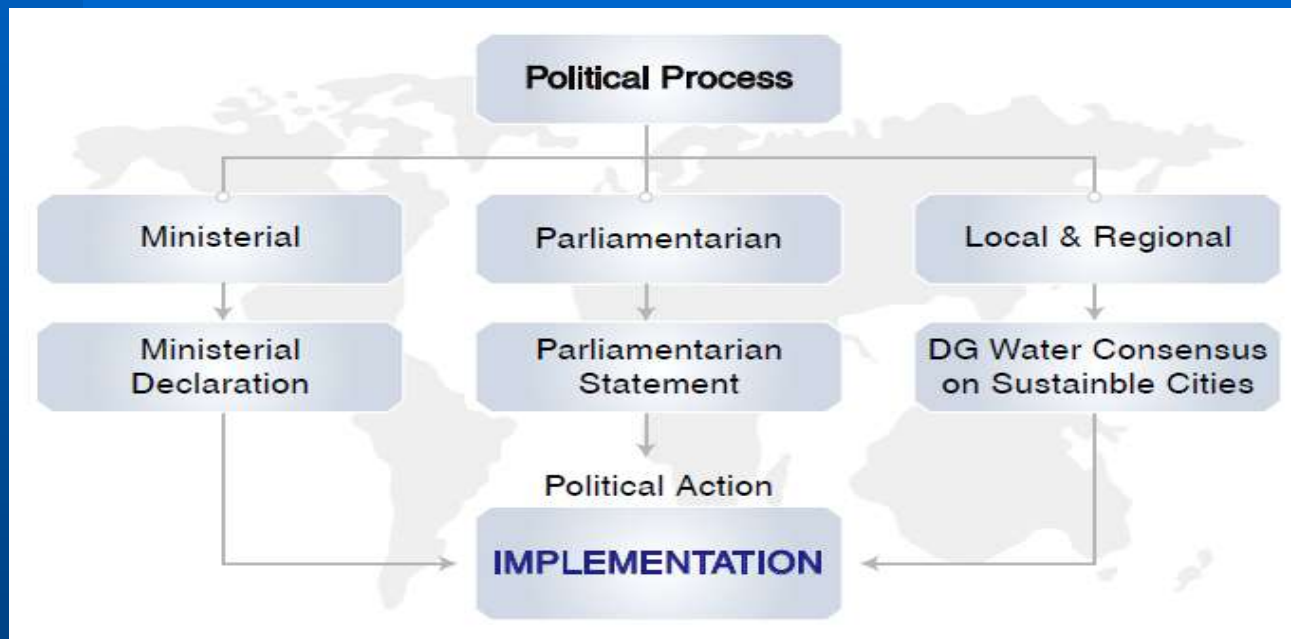 Political Process
Ministerial
Parliamentarian
Local & Regional
Ministerial
Declaration
Parliamentarian
Statement
DG Water Consensus
on Sustainble Cities
Political Action
IMPLEMENTATION